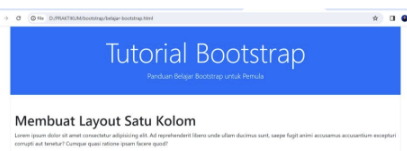 File D:/PRAKTIKUM/bootstrap/belajar-bootstrap.html
Tutorial Bootstrap
Panduan Belajar Bootstrap untuk Pemula
Membuat Layout Satu Kolom
Lorem ipsum dolor sit amet consectetur adipisicing elit. Ad reprehenderit libero unde ullam ducimus sunt, saepe fugit animi accusamus accusantium excepturi
corrupti aut tenetur? Cumque quasi ratione ipsam facere quod?